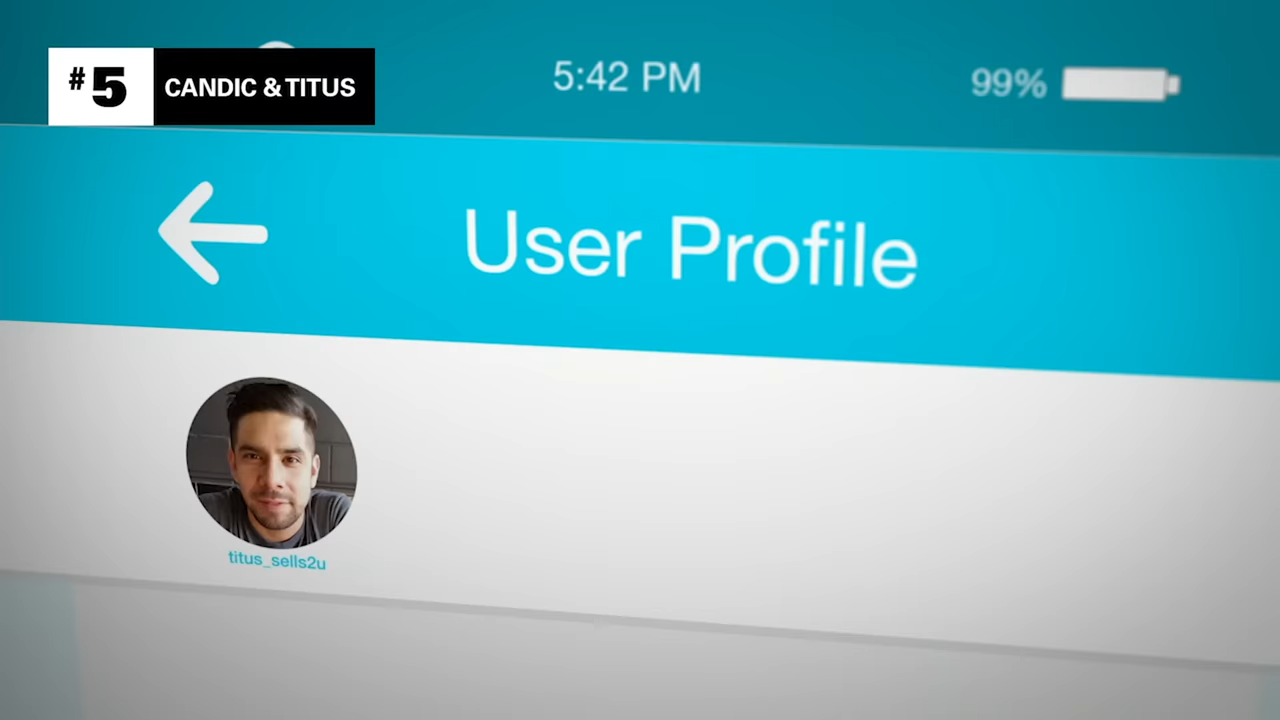 #5 CANDIC & TITUS
5:42 PM
99%
User Profile
titus_sells2u